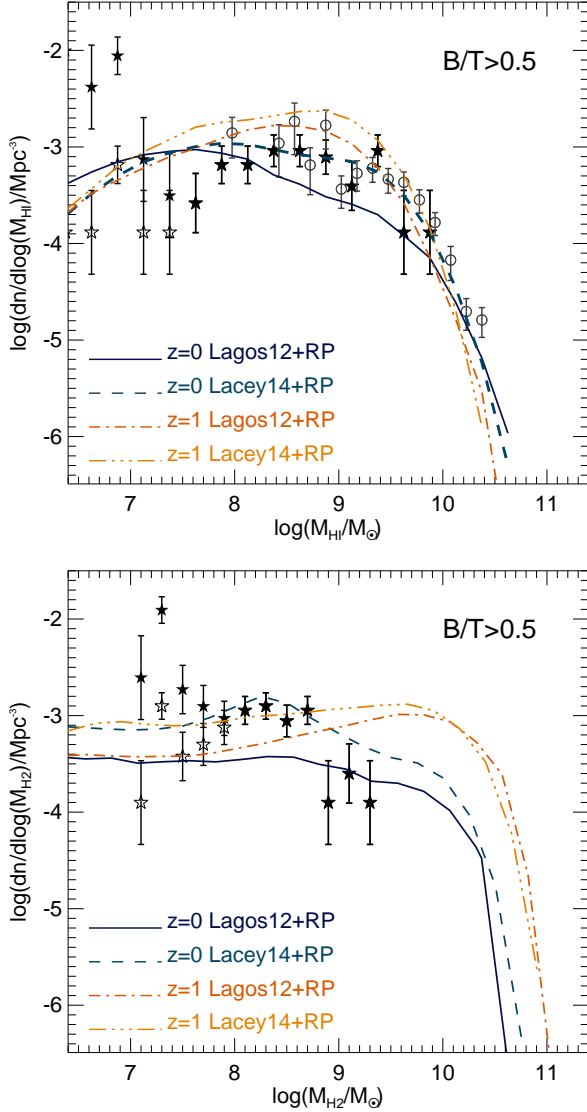 B/T>0.5
-2
-3
-4
-5
-6
log(dn/dlog(M_HI)/Mpc⁻³)
z=0 Lagos12+RP
z=0 Lacey14+RP
z=1 Lagos12+RP
z=1 Lacey14+RP
7 8 9 10 11
log(M_HI/M_⊙)
B/T>0.5
-2
-3
-4
-5
-6
log(dn/dlog(M_H2)/Mpc⁻³)
z=0 Lagos12+RP
z=0 Lacey14+RP
z=1 Lagos12+RP
z=1 Lacey14+RP
7 8 9 10 11
log(M_H2/M_⊙)